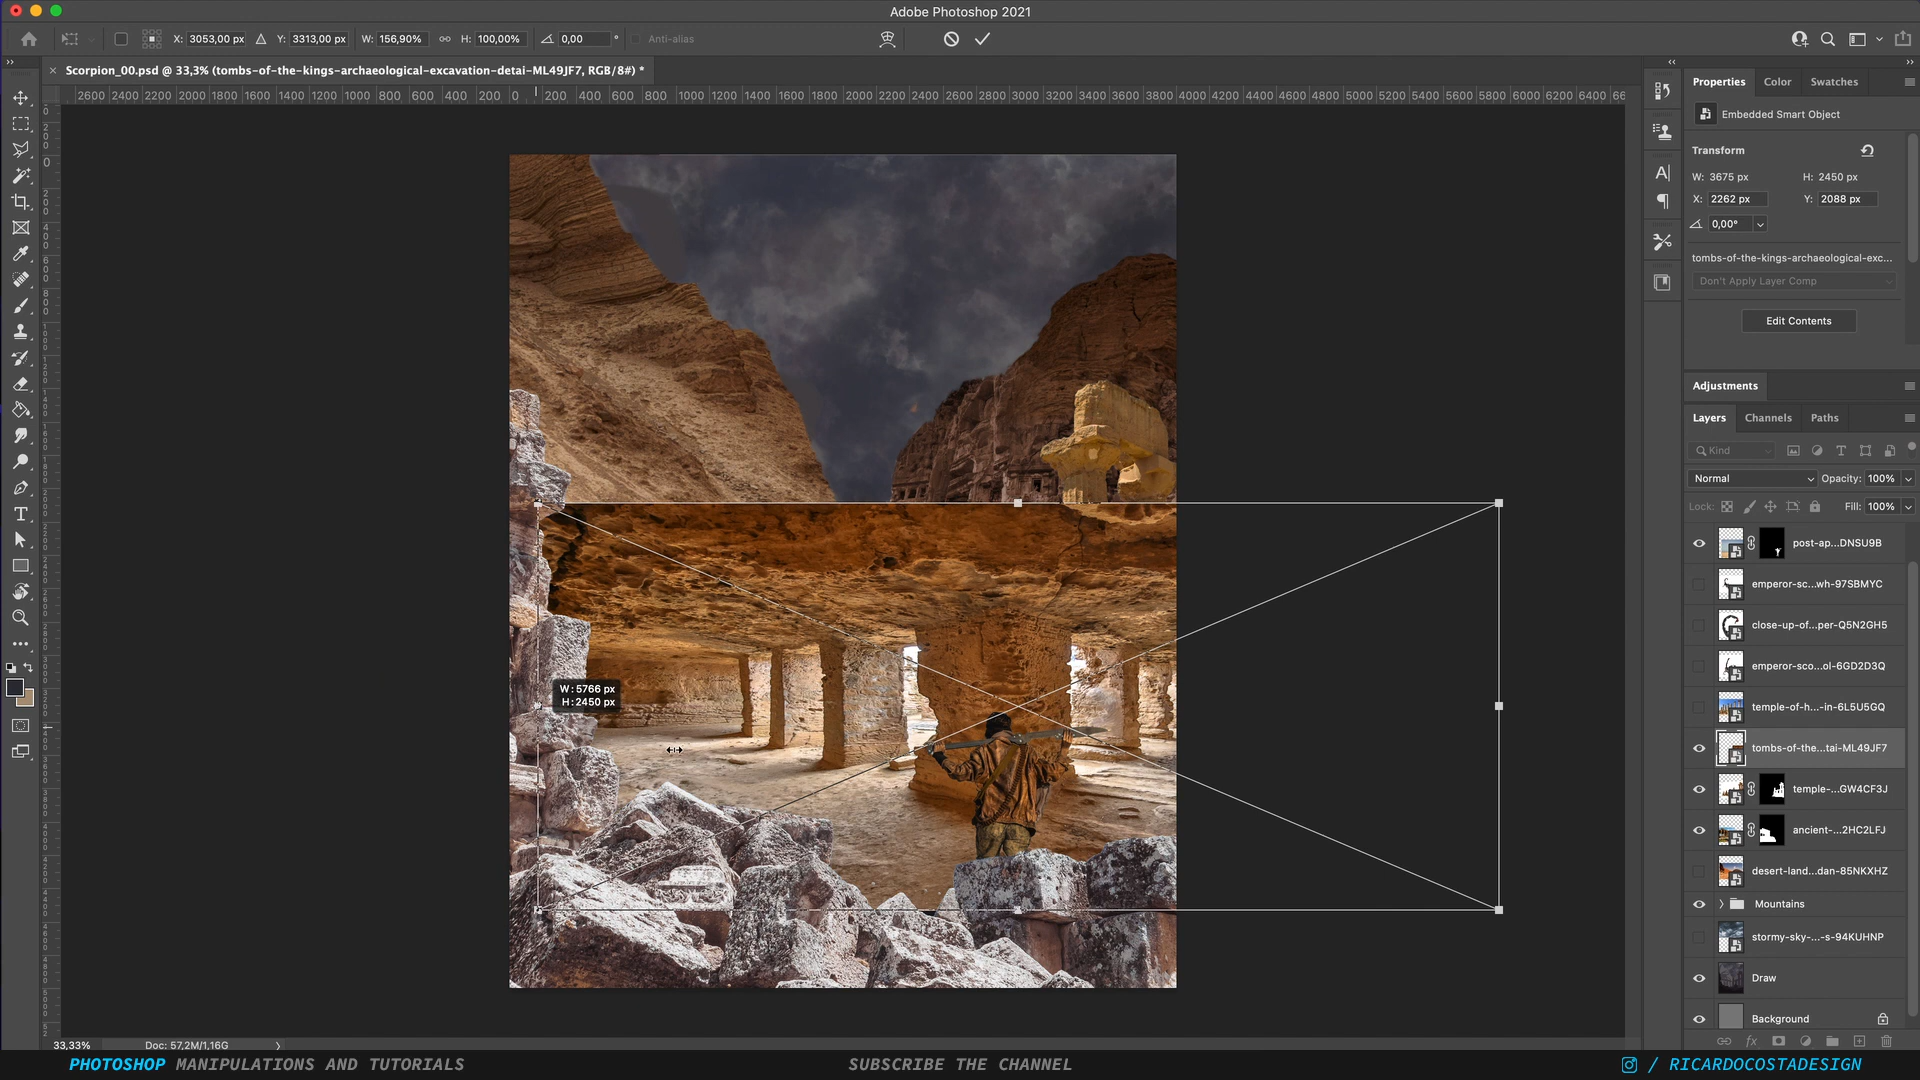 Adobe Photoshop 2021
X: 3053,00 px Y: 3313,00 px W: 156,90% H: 100,00% 0,00 ° Anti-alias
Scorpion_00.psd @ 33,3% (tombs-of-the-kings-archaeological-excavation-detai-ML49JF7, RGB/8#) *
2600 2400 2200 2000 1800 1600 1400 1200 1000 800 600 400 200 0 200 400 600 800 1000 1200 1400 1600 1800 2000 2200 2400 2600 2800 3000 3200 3400 3600 3800 4000 4200 4400 4600 4800 5000 5200 5400 5600 5800 6000 6200 6400
Properties Color Swatches
Embedded Smart Object
Transform
W: 3675 px H: 2450 px
X: 2262 px Y: 2088 px
0,00°
tombs-of-the-kings-archaeological-exc...
Don't Apply Layer Comp
Edit Contents
Adjustments
Layers Channels Paths
Kind
Normal Opacity: 100%
Lock: Fill: 100%
post-ap...DNSU9B
emperor-sc...wh-97SBMYC
close-up-of...per-Q5N2GH5
emperor-sco...ol-6GD2D3Q
temple-of-h...-in-6L5U5GQ
tombs-of-the...tai-ML49JF7
temple-...GW4CF3J
ancient-...2HC2LFJ
desert-land...dan-85NKXHZ
Mountains
stormy-sky-...-s-94KUHNP
Draw
Background
W: 5766 px
H: 2450 px
33,33% Doc: 57,2M/1,16G
PHOTOSHOP MANIPULATIONS AND TUTORIALS
SUBSCRIBE THE CHANNEL
/ RICARDOCOSTADESIGN